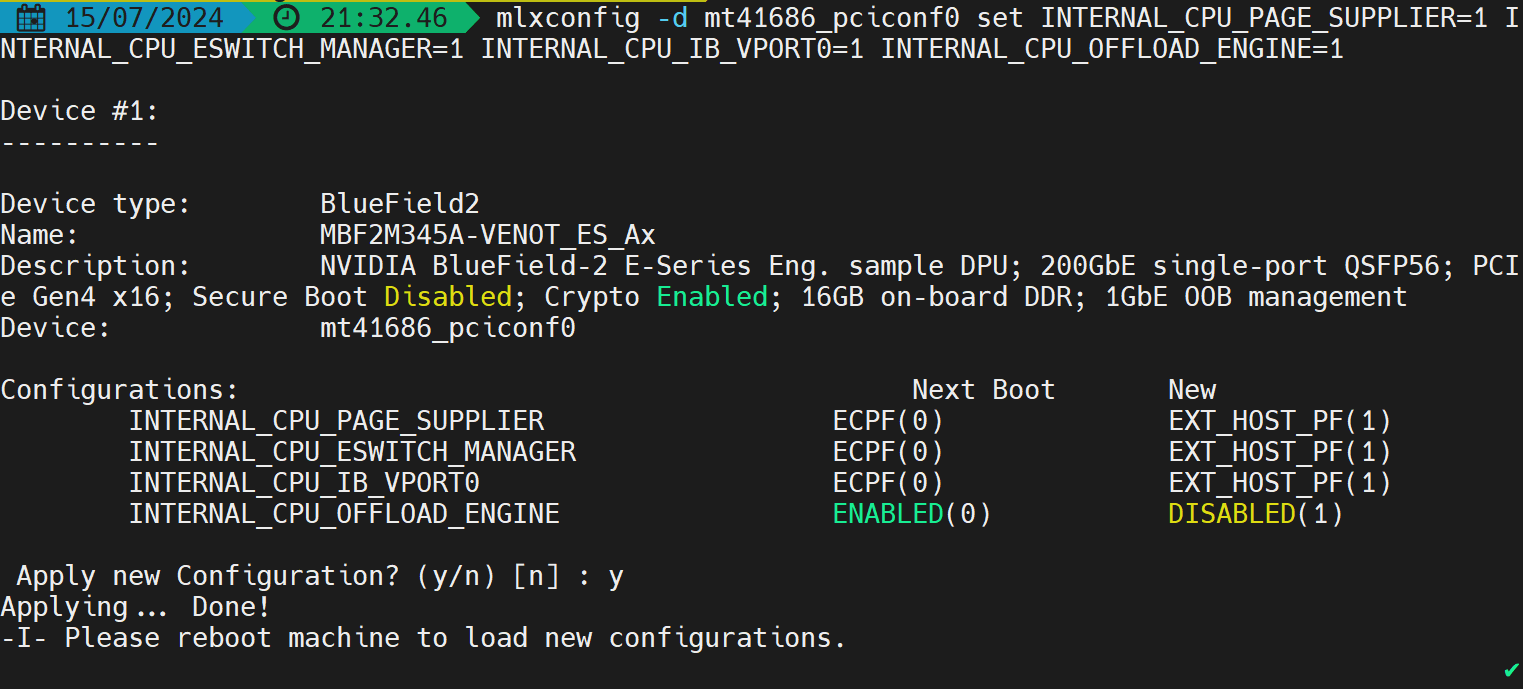 15/07/2024 21:32.46 mlxconfig -d mt41686_pciconf0 set INTERNAL_CPU_PAGE_SUPPLIER=1 I
NTERNAL_CPU_ESWITCH_MANAGER=1 INTERNAL_CPU_IB_VPORT0=1 INTERNAL_CPU_OFFLOAD_ENGINE=1
Device #1:
----------
Device type: BlueField2
Name: MBF2M345A-VENOT_ES_Ax
Description: NVIDIA BlueField-2 E-Series Eng. sample DPU; 200GbE single-port QSFP56; PCI
e Gen4 x16; Secure Boot Disabled; Crypto Enabled; 16GB on-board DDR; 1GbE OOB management
Device: mt41686_pciconf0
Configurations: Next Boot New
INTERNAL_CPU_PAGE_SUPPLIER ECPF(0) EXT_HOST_PF(1)
INTERNAL_CPU_ESWITCH_MANAGER ECPF(0) EXT_HOST_PF(1)
INTERNAL_CPU_IB_VPORT0 ECPF(0) EXT_HOST_PF(1)
INTERNAL_CPU_OFFLOAD_ENGINE ENABLED(0) DISABLED(1)
Apply new Configuration? (y/n) [n] : y
Applying... Done!
-I- Please reboot machine to load new configurations.
✔